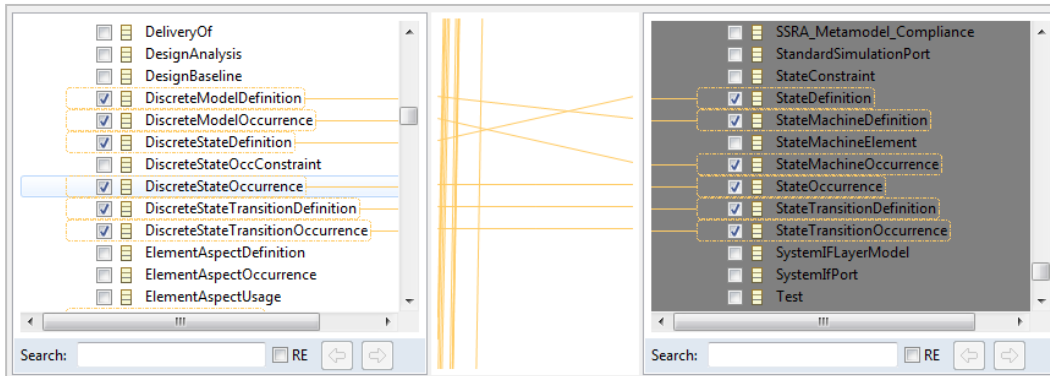 DeliveryOf
DesignAnalysis
DesignBaseline
DiscreteModelDefinition
DiscreteModelOccurrence
DiscreteStateDefinition
DiscreteStateOccConstraint
DiscreteStateOccurrence
DiscreteStateTransitionDefinition
DiscreteStateTransitionOccurrence
ElementAspectDefinition
ElementAspectOccurrence
ElementAspectUsage
Search:
RE
SSRA_Metamodel_Compliance
StandardSimulationPort
StateConstraint
StateDefinition
StateMachineDefinition
StateMachineElement
StateMachineOccurrence
StateOccurrence
StateTransitionDefinition
StateTransitionOccurrence
SystemIFLayerModel
SystemIfPort
Test
Search:
RE